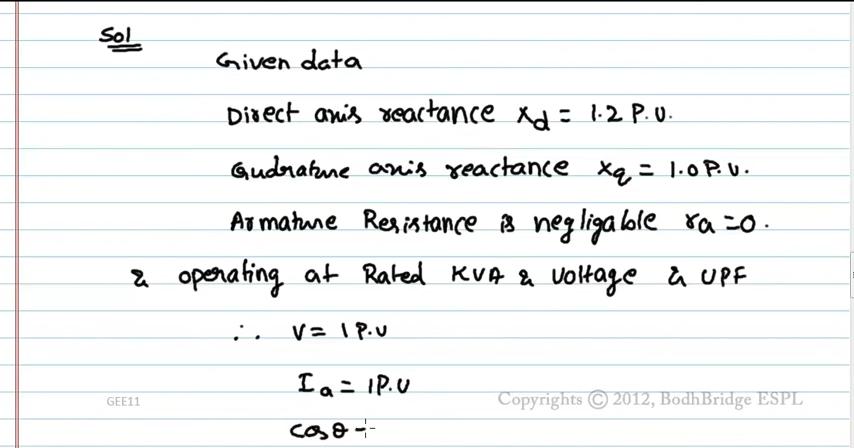 Sol
Given data
Direct axis reactance xd = 1.2 P.U.
Qudrature axis reactance xq = 1.0 P.U.
Armature Resistance is negligable ra = 0.
& operating at Rated KVA & Voltage & UPF
∴ V = 1 P.U
Ia = 1 P.U
GEE11
Copyrights © 2012, BodhBridge ESPL
cosθ -